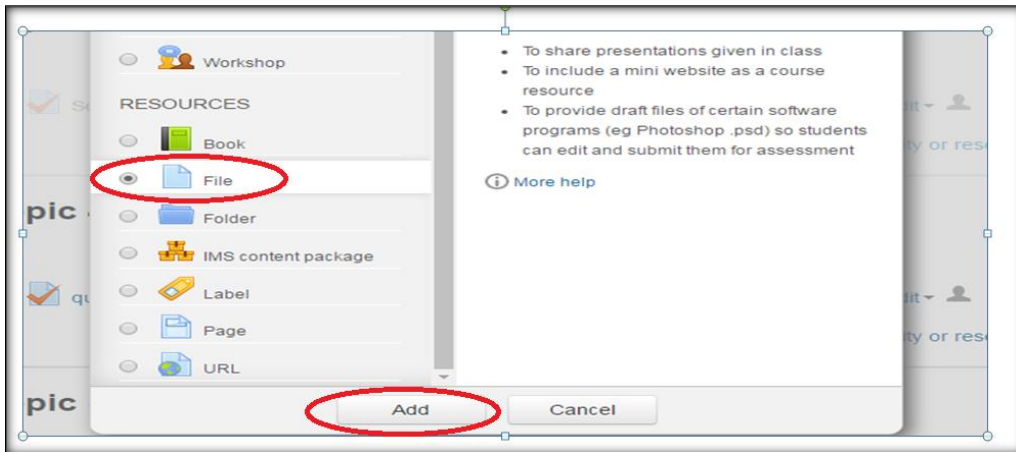 Workshop
RESOURCES
Book
File
Folder
IMS content package
Label
Page
URL
• To share presentations given in class
• To include a mini website as a course
resource
• To provide draft files of certain software
programs (eg Photoshop .psd) so students
can edit and submit them for assessment
More help
Add
Cancel
pic
pic